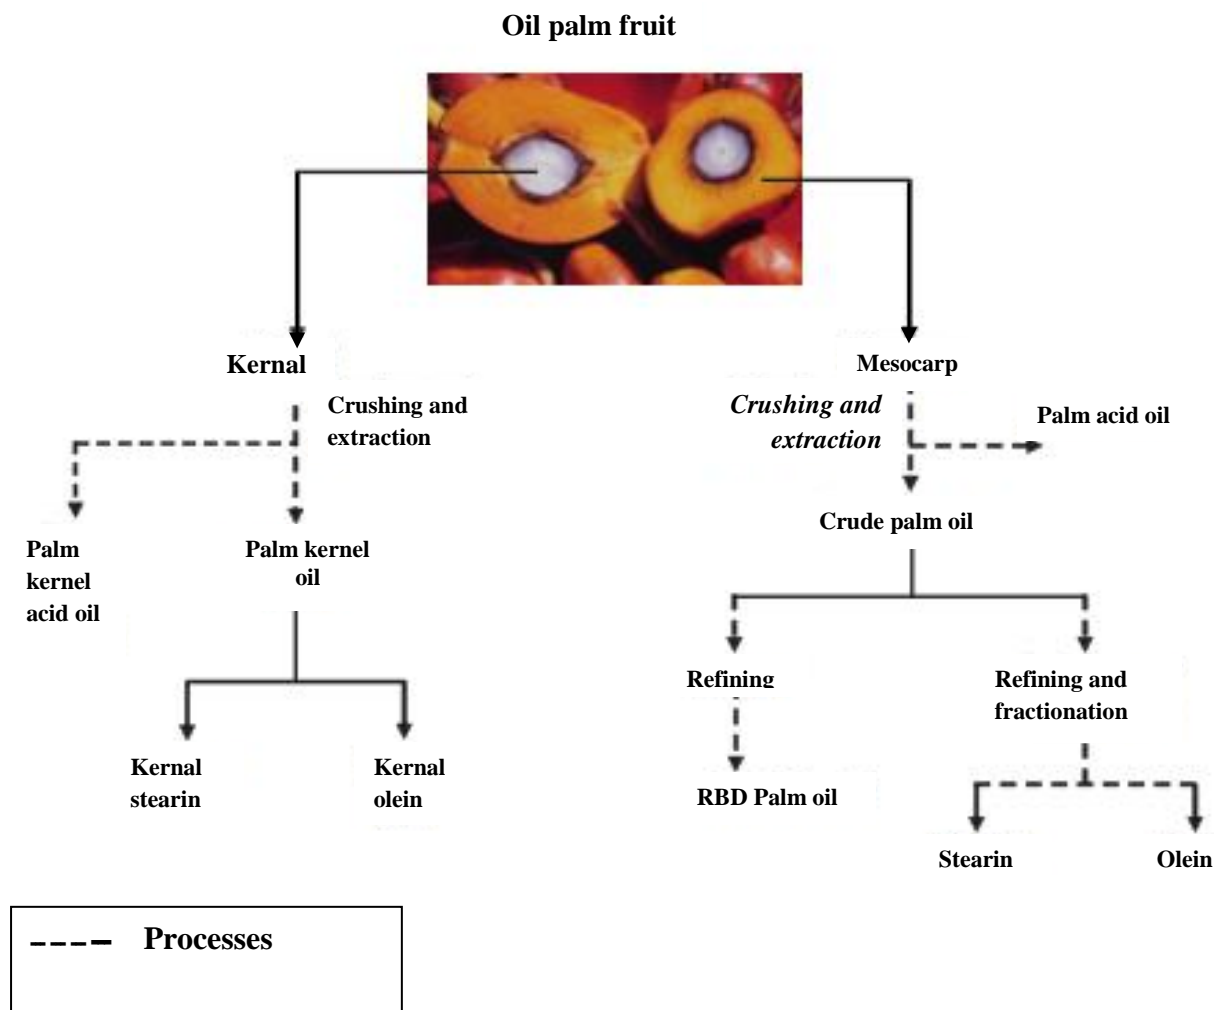 Oil palm fruit
Kernal
Crushing and
extraction
Palm
kernel
acid oil
Palm kernel
oil
Kernal
stearin
Kernal
olein
Mesocarp
Crushing and
extraction
Palm acid oil
Crude palm oil
Refining
RBD Palm oil
Refining and
fractionation
Stearin
Olein
Processes